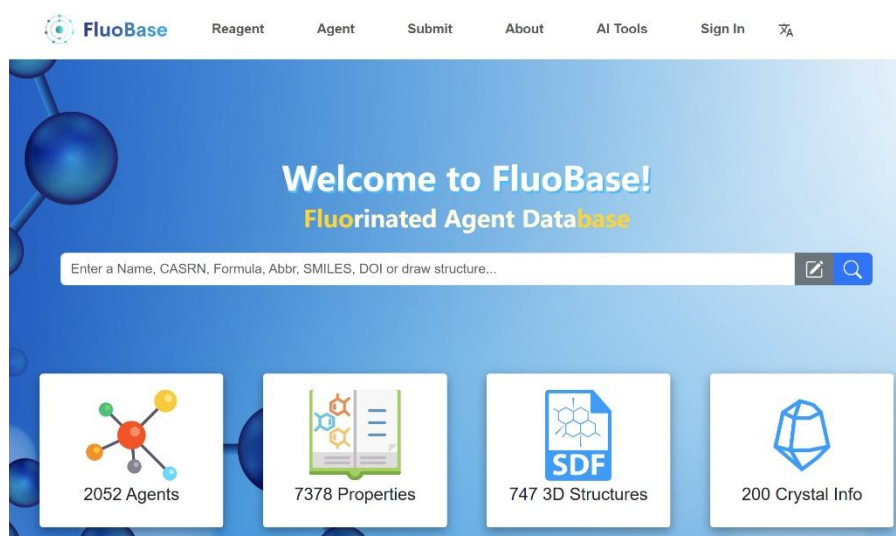 FluoBase Reagent Agent Submit About AI Tools Sign In
Welcome to FluoBase!
Fluorinated Agent Database
Enter a Name, CASRN, Formula, Abbr, SMILES, DOI or draw structure...
SDF
2052 Agents 7378 Properties 747 3D Structures 200 Crystal Info